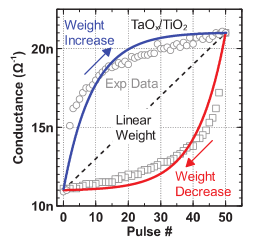 Weight
Increase
TaOₓ/TiO₂
20n
Exp Data
Conductance (Ω⁻¹)
Linear
Weight
15n
Weight
Decrease
10n
0 10 20 30 40 50
Pulse #